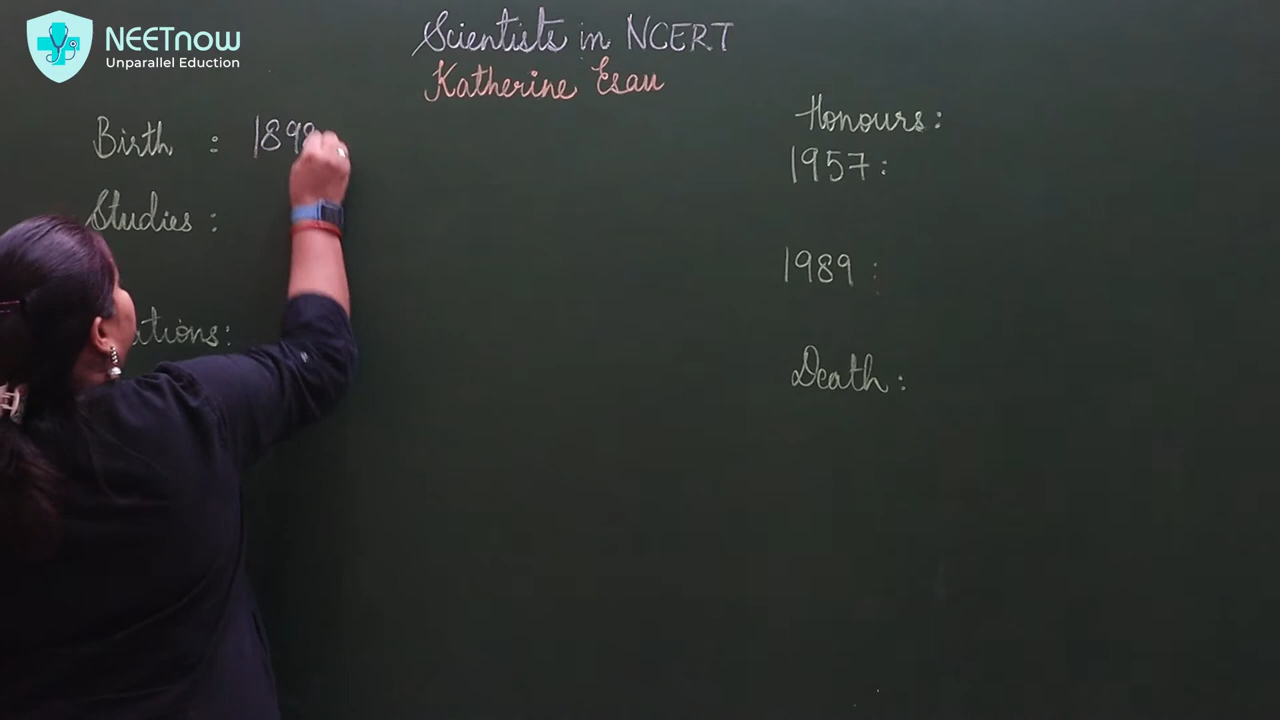 NEETnow
Unparallel Eduction
Scientists in NCERT
Katherine Esau
Birth : 1898
Studies :
ations:
Honours:
1957:
1989 :
Death: